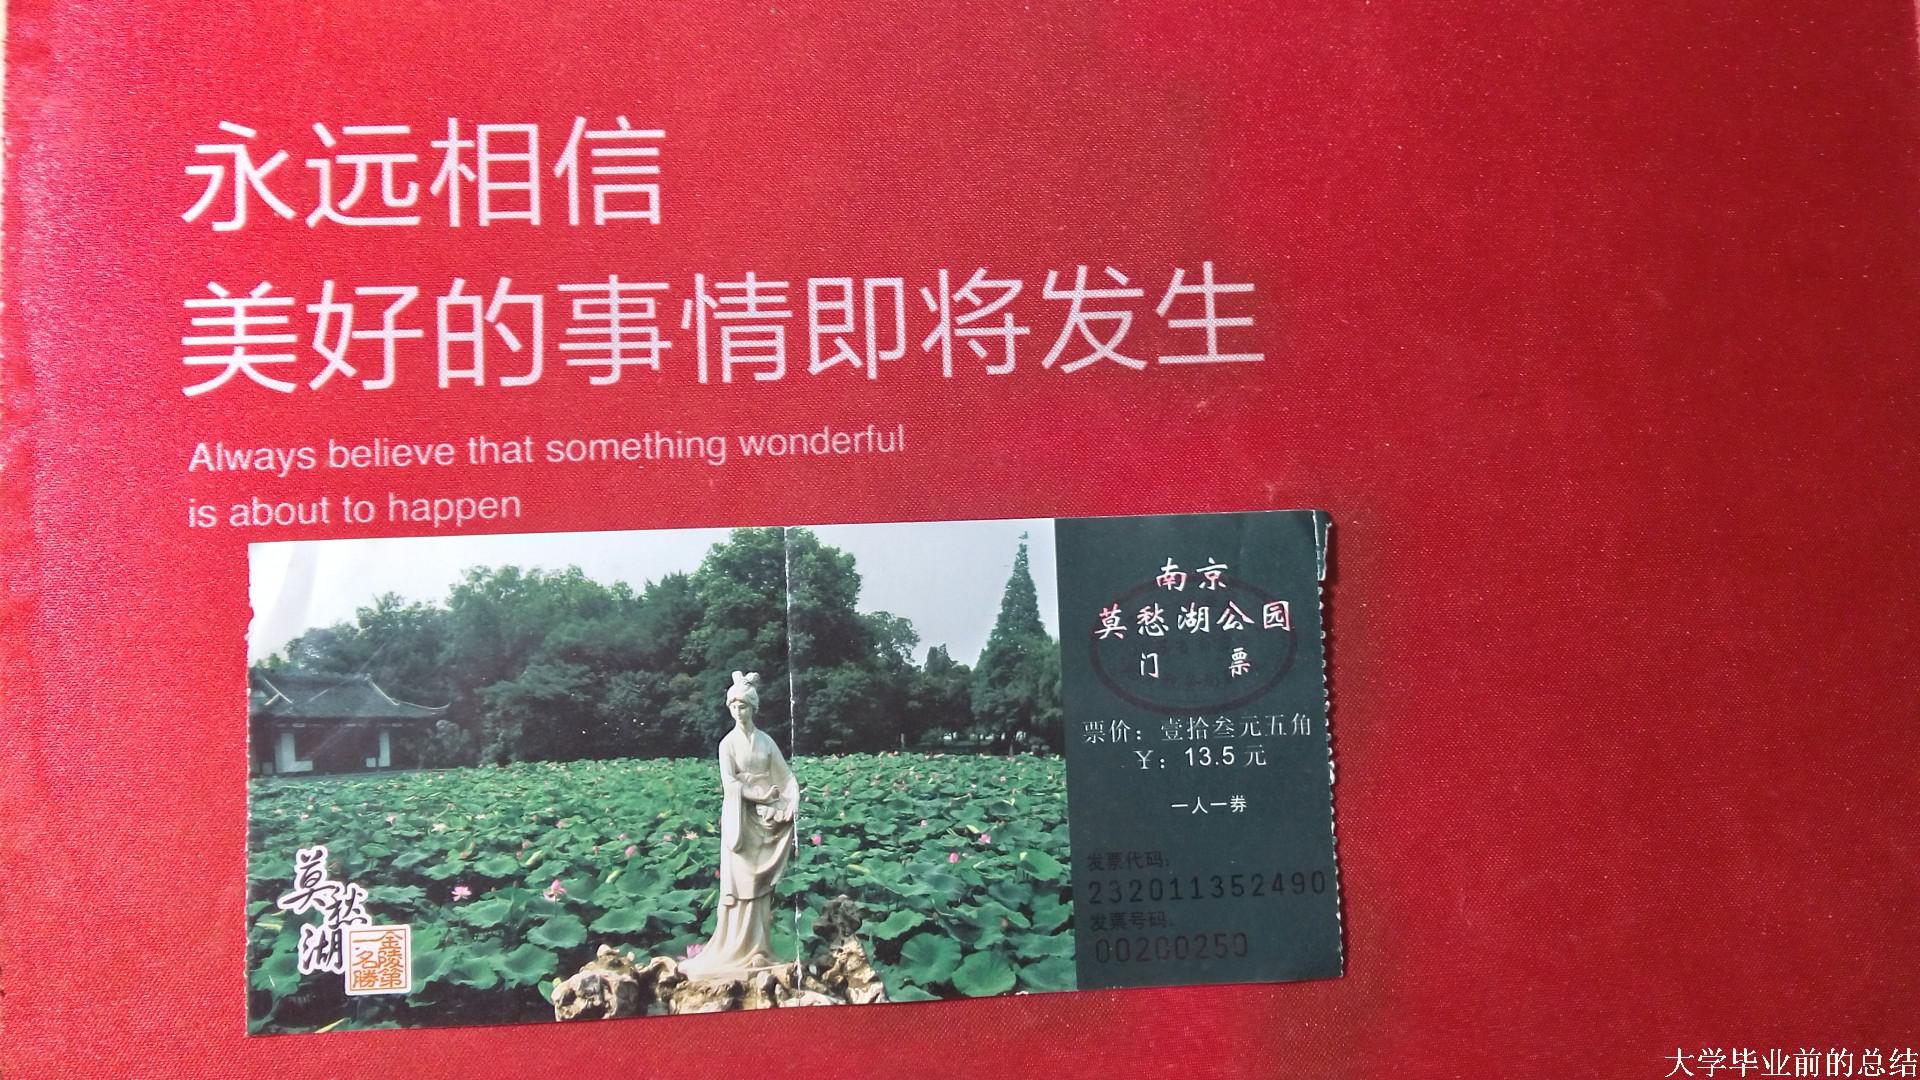 永远相信
美好的事情即将发生
Always believe that something wonderful
is about to happen
南京
莫愁湖公园
门 票
票价：壹拾叁元五角
￥：13.5 元
一人一券
发票代码：
232011352490
发票号码：
00200250
莫愁湖
金陵第一名勝
大学毕业前的总结